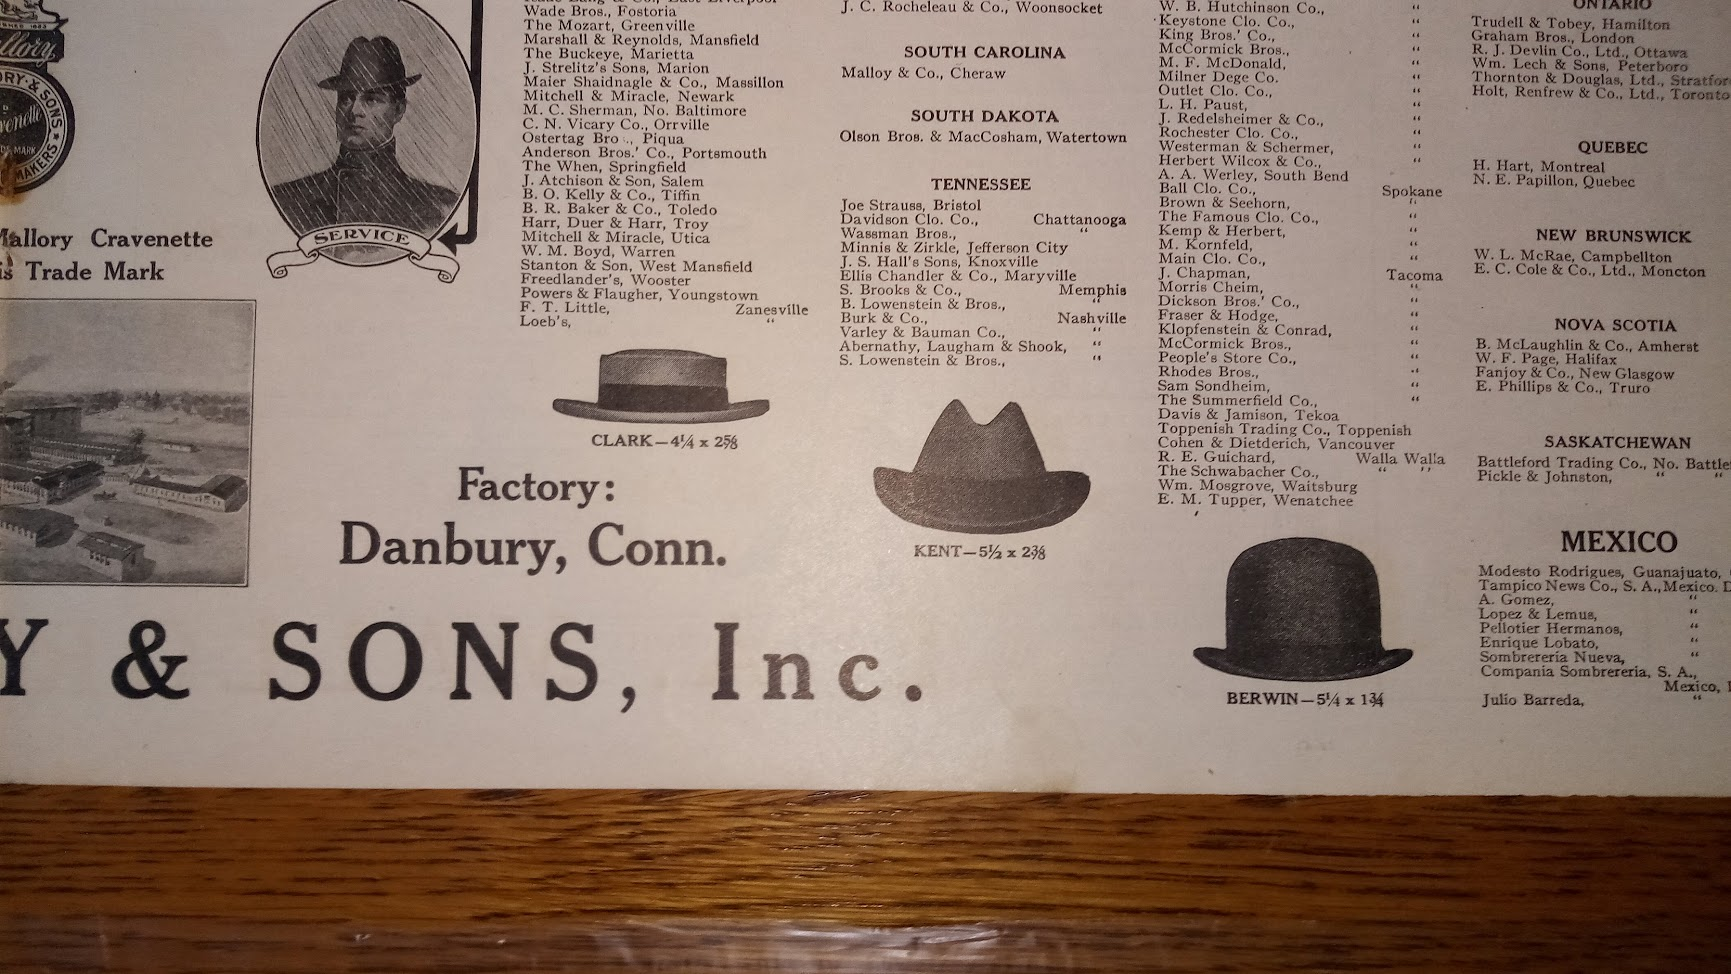 Mallory
ORY & SONS
MAKERS
Mallory Cravenette
is Trade Mark
SERVICE
Wade Bros., Fostoria
The Mozart, Greenville
Marshall & Reynolds, Mansfield
The Buckeye, Marietta
J. Strelitz's Sons, Marion
Maier Shaidnagle & Co., Massillon
Mitchell & Miracle, Newark
M. C. Sherman, No. Baltimore
C. N. Vicary Co., Orrville
Ostertag Bro ., Piqua
Anderson Bros.' Co., Portsmouth
The When, Springfield
J. Atchison & Son, Salem
B. O. Kelly & Co., Tiffin
B. R. Baker & Co., Toledo
Harr, Duer & Harr, Troy
Mitchell & Miracle, Utica
W. M. Boyd, Warren
Stanton & Son, West Mansfield
Freedlander's, Wooster
Powers & Flaugher, Youngstown
F. T. Little, Zanesville
Loeb's, "
CLARK—4¼ x 2⅝
Factory:
Danbury, Conn.
Y & SONS, Inc.
J. C. Rocheleau & Co., Woonsocket
SOUTH CAROLINA
Malloy & Co., Cheraw
SOUTH DAKOTA
Olson Bros. & MacCosham, Watertown
TENNESSEE
Joe Strauss, Bristol
Davidson Clo. Co., Chattanooga
Wassman Bros., "
Minnis & Zirkle, Jefferson City
J. S. Hall's Sons, Knoxville
Ellis Chandler & Co., Maryville
S. Brooks & Co., Memphis
B. Lowenstein & Bros., "
Burk & Co., Nashville
Varley & Bauman Co., "
Abernathy, Laugham & Shook, "
S. Lowenstein & Bros., "
KENT—5½ x 2⅜
W. B. Hutchinson Co., "
Keystone Clo. Co., "
King Bros.' Co., "
McCormick Bros., "
M. F. McDonald, "
Milner Dege Co. "
Outlet Clo. Co., "
L. H. Paust, "
J. Redelsheimer & Co., "
Rochester Clo. Co., "
Westerman & Schermer, "
Herbert Wilcox & Co., "
A. A. Werley, South Bend
Ball Clo. Co., Spokane
Brown & Seehorn, "
The Famous Clo. Co., "
Kemp & Herbert, "
M. Kornfeld, "
Main Clo. Co., "
J. Chapman, Tacoma
Morris Cheim, "
Dickson Bros.' Co., "
Fraser & Hodge, "
Klopfenstein & Conrad, "
McCormick Bros., "
People's Store Co., "
Rhodes Bros., "
Sam Sondheim, "
The Summerfield Co., "
Davis & Jamison, Tekoa
Toppenish Trading Co., Toppenish
Cohen & Dietderich, Vancouver
R. E. Guichard, Walla Walla
The Schwabacher Co., " "
Wm. Mosgrove, Waitsburg
E. M. Tupper, Wenatchee
BERWIN—5¼ x 1¾
ONTARIO
Trudell & Tobey, Hamilton
Graham Bros., London
R. J. Devlin Co., Ltd., Ottawa
Wm. Lech & Sons, Peterboro
Thornton & Douglas, Ltd., Stratfor
Holt, Renfrew & Co., Ltd., Toronto
QUEBEC
H. Hart, Montreal
N. E. Papillon, Quebec
NEW BRUNSWICK
W. L. McRae, Campbellton
E. C. Cole & Co., Ltd., Moncton
NOVA SCOTIA
B. McLaughlin & Co., Amherst
W. F. Page, Halifax
Fanjoy & Co., New Glasgow
E. Phillips & Co., Truro
SASKATCHEWAN
Battleford Trading Co., No. Battle
Pickle & Johnston, " "
MEXICO
Modesto Rodrigues, Guanajuato,
Tampico News Co., S. A., Mexico. D
A. Gomez, "
Lopez & Lemus, "
Pellotier Hermanos, "
Enrique Lobato, "
Sombrereria Nueva, "
Compania Sombrereria, S. A.,
Mexico,
Julio Barreda, "